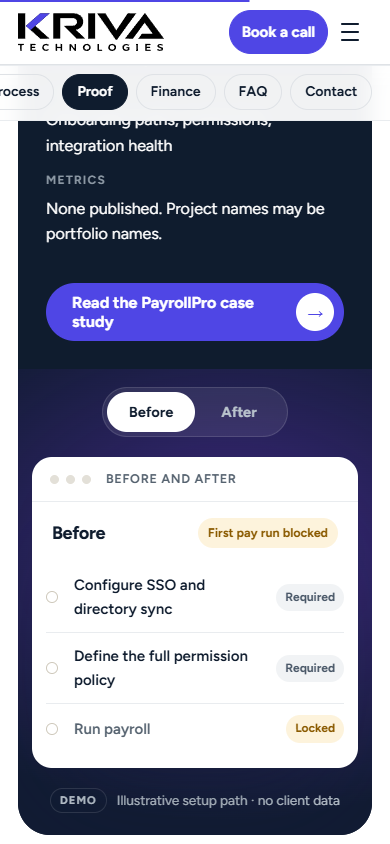 KRIVA
TECHNOLOGIES
Book a call
rocess
Proof
Finance
FAQ
Contact
Onboarding paths, permissions,
integration health
METRICS
None published. Project names may be
portfolio names.
Read the PayrollPro case
study
→
Before
After
BEFORE AND AFTER
Before
First pay run blocked
Configure SSO and
directory sync
Required
Define the full permission
policy
Required
Run payroll
Locked
DEMO
Illustrative setup path · no client data